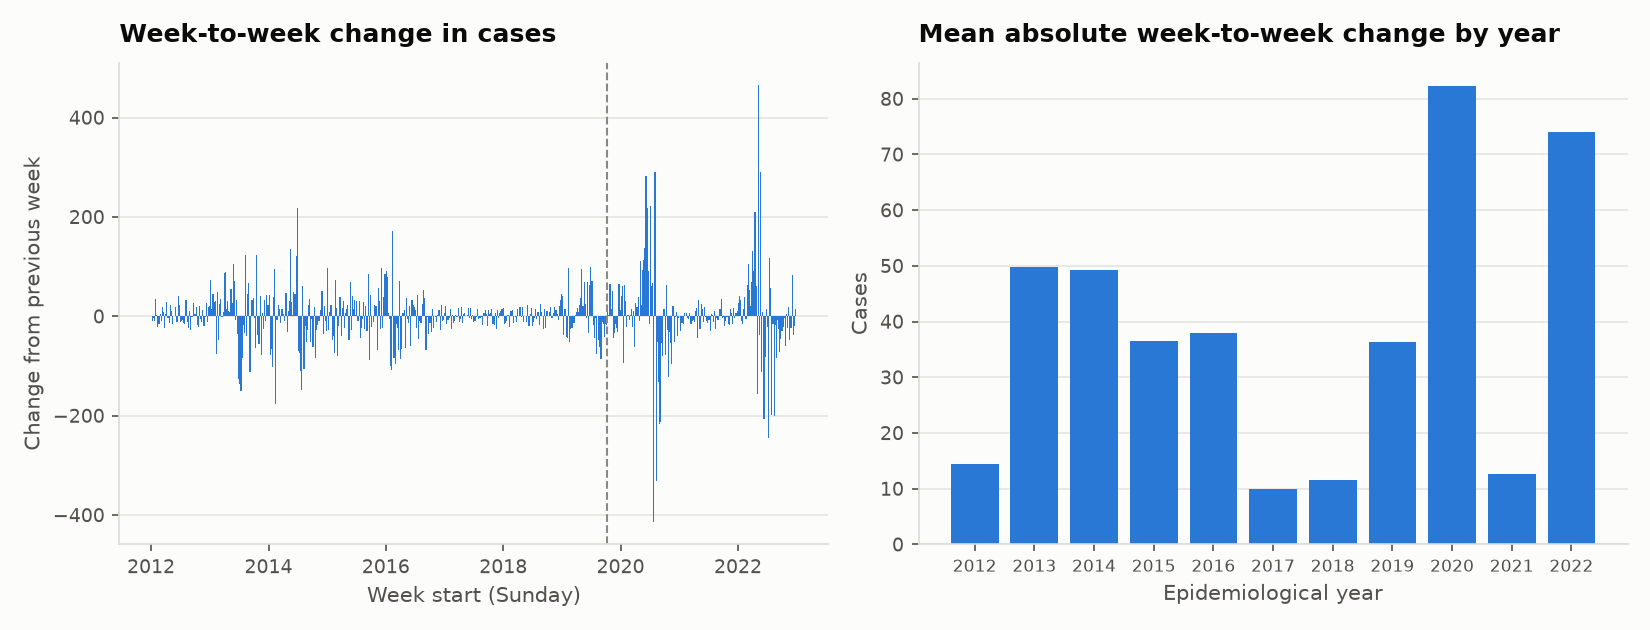 Week-to-week change in cases
Change from previous week
400
200
0
−200
−400
2012 2014 2016 2018 2020 2022
Week start (Sunday)
Mean absolute week-to-week change by year
Cases
80
70
60
50
40
30
20
10
0
2012 2013 2014 2015 2016 2017 2018 2019 2020 2021 2022
Epidemiological year